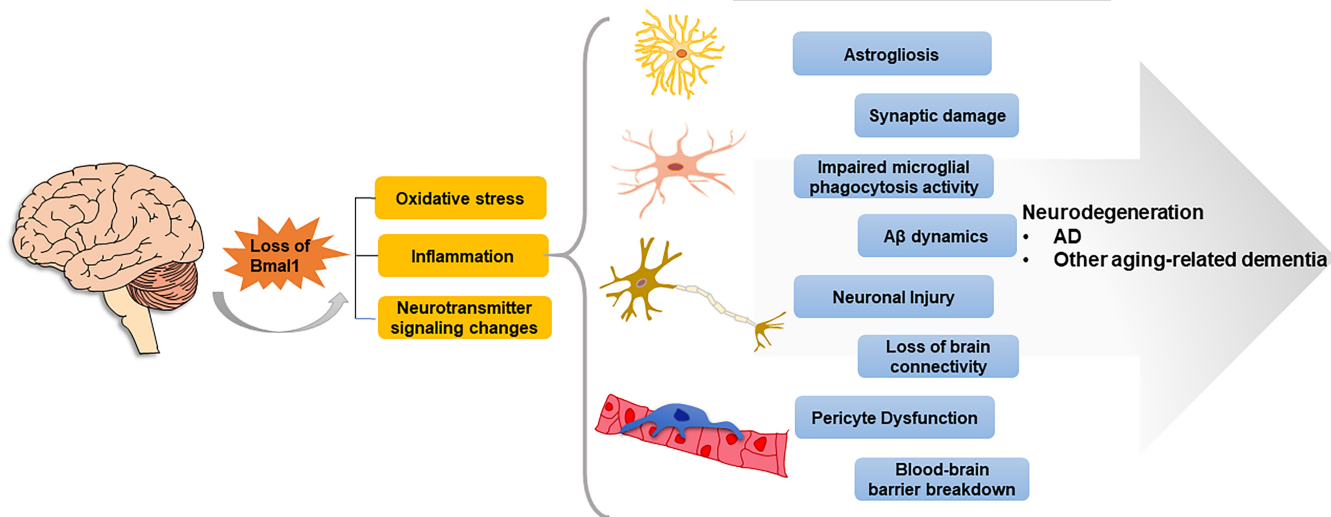 Loss of
Bmal1
Oxidative stress
Inflammation
Neurotransmitter
signaling changes
Astrogliosis
Synaptic damage
Impaired microglial
phagocytosis activity
Aβ dynamics
Neuronal Injury
Loss of brain
connectivity
Pericyte Dysfunction
Blood-brain
barrier breakdown
Neurodegeneration
• AD
• Other aging-related dementia